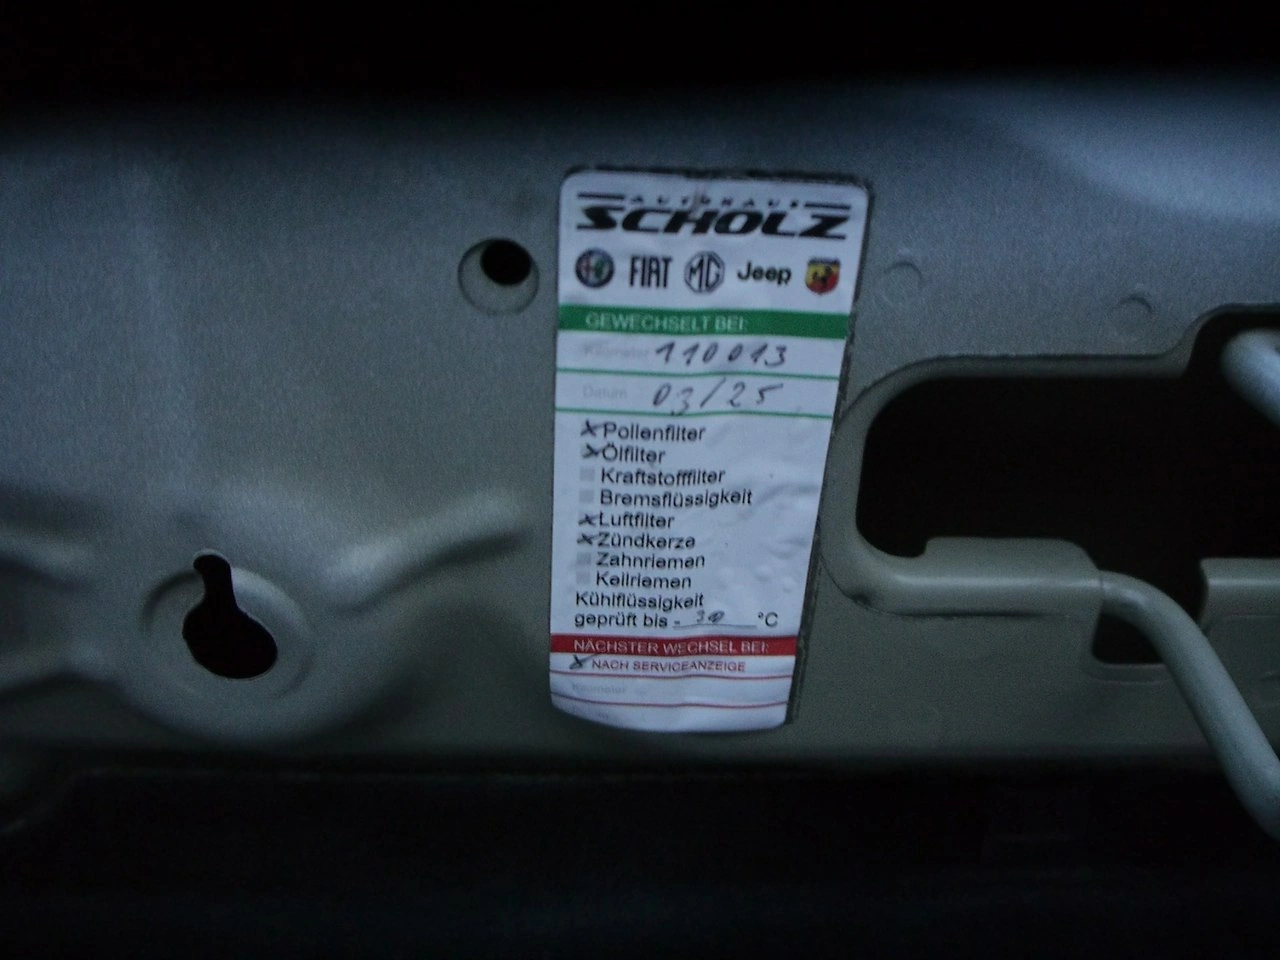 AUTOHAUS
SCHOLZ
FIAT MG Jeep
GEWECHSELT BEI:
Kilometer 110013
Datum 03/25
x Pollenfilter
x Ölfilter
Kraftstofffilter
Bremsflüssigkeit
x Luftfilter
x Zündkerze
Zahnriemen
Keilriemen
Kühlflüssigkeit
geprüft bis - 30 °C
NÄCHSTER WECHSEL BEI:
x NACH SERVICEANZEIGE
Kilometer